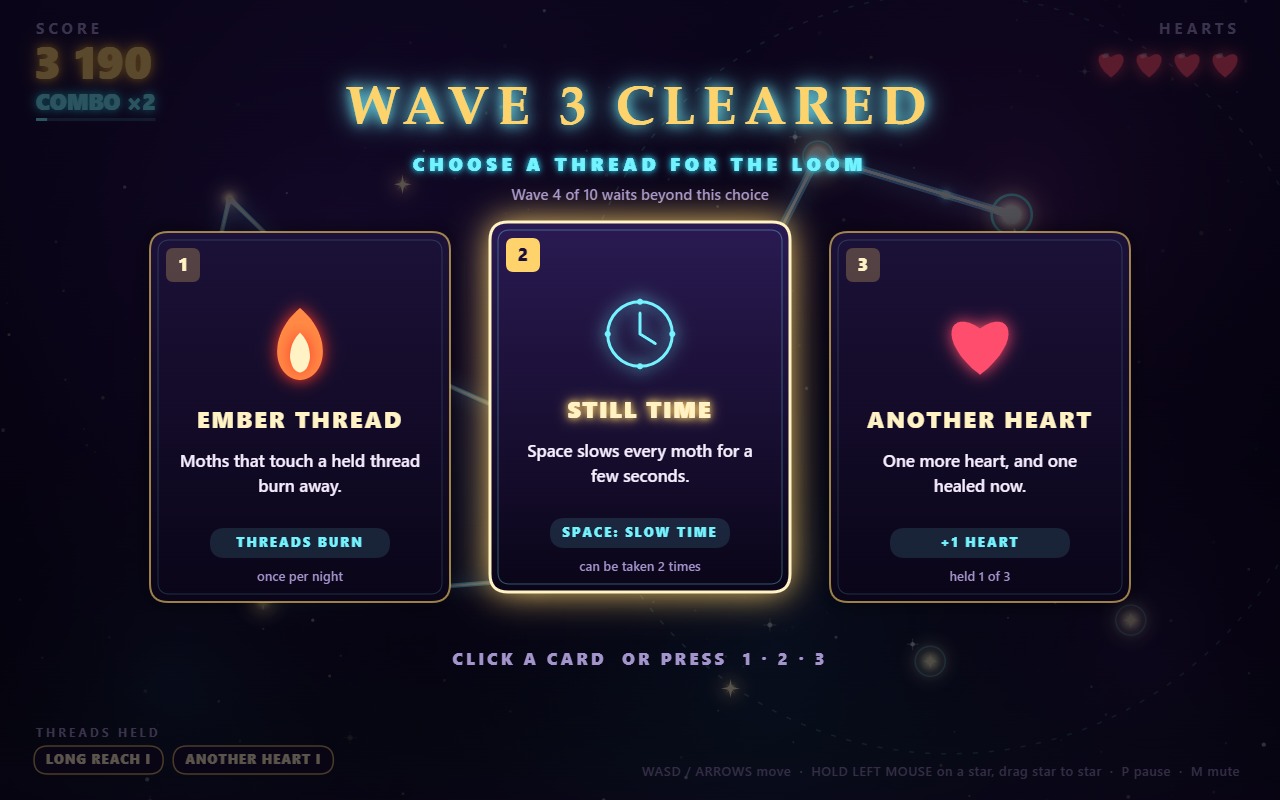 SCORE
3 190
COMBO ×2
HEARTS
WAVE 3 CLEARED
CHOOSE A THREAD FOR THE LOOM
Wave 4 of 10 waits beyond this choice
1
EMBER THREAD
Moths that touch a held thread
burn away.
THREADS BURN
once per night
2
STILL TIME
Space slows every moth for a
few seconds.
SPACE: SLOW TIME
can be taken 2 times
3
ANOTHER HEART
One more heart, and one
healed now.
+1 HEART
held 1 of 3
CLICK A CARD OR PRESS 1 · 2 · 3
THREADS HELD
LONG REACH I
ANOTHER HEART I
WASD / ARROWS move · HOLD LEFT MOUSE on a star, drag star to star · P pause · M mute